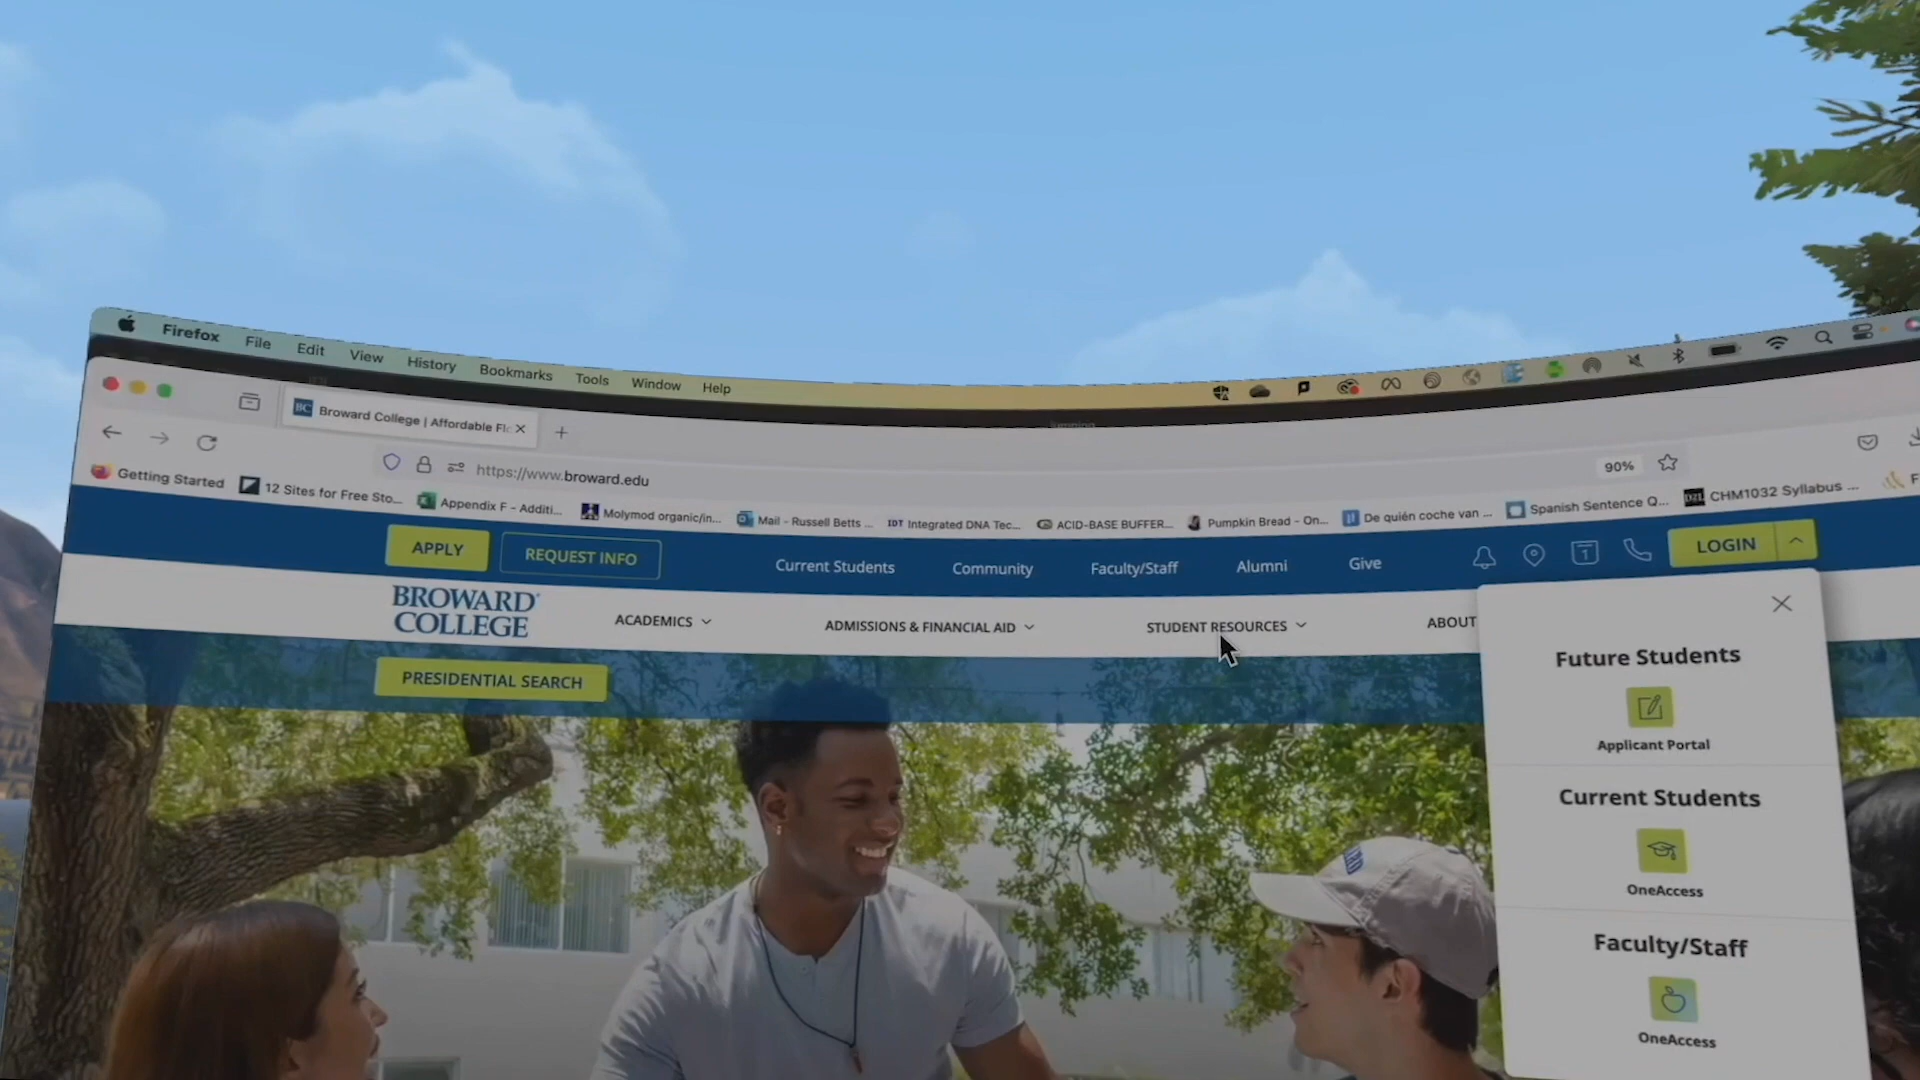 Firefox File Edit View History Bookmarks Tools Window Help
Broward College | Affordable Fl
https://www.broward.edu
90%
Getting Started 12 Sites for Free Sto... Appendix F - Additi... Molymod organic/in... Mail - Russell Betts ... IDT Integrated DNA Tec... ACID-BASE BUFFER... Pumpkin Bread - On... De quién coche van ... Spanish Sentence Q... D2L CHM1032 Syllabus ... F
APPLY REQUEST INFO Current Students Community Faculty/Staff Alumni Give 1 LOGIN
BROWARD
COLLEGE
ACADEMICS ADMISSIONS & FINANCIAL AID STUDENT RESOURCES ABOUT
PRESIDENTIAL SEARCH
Future Students
Applicant Portal
Current Students
OneAccess
Faculty/Staff
OneAccess